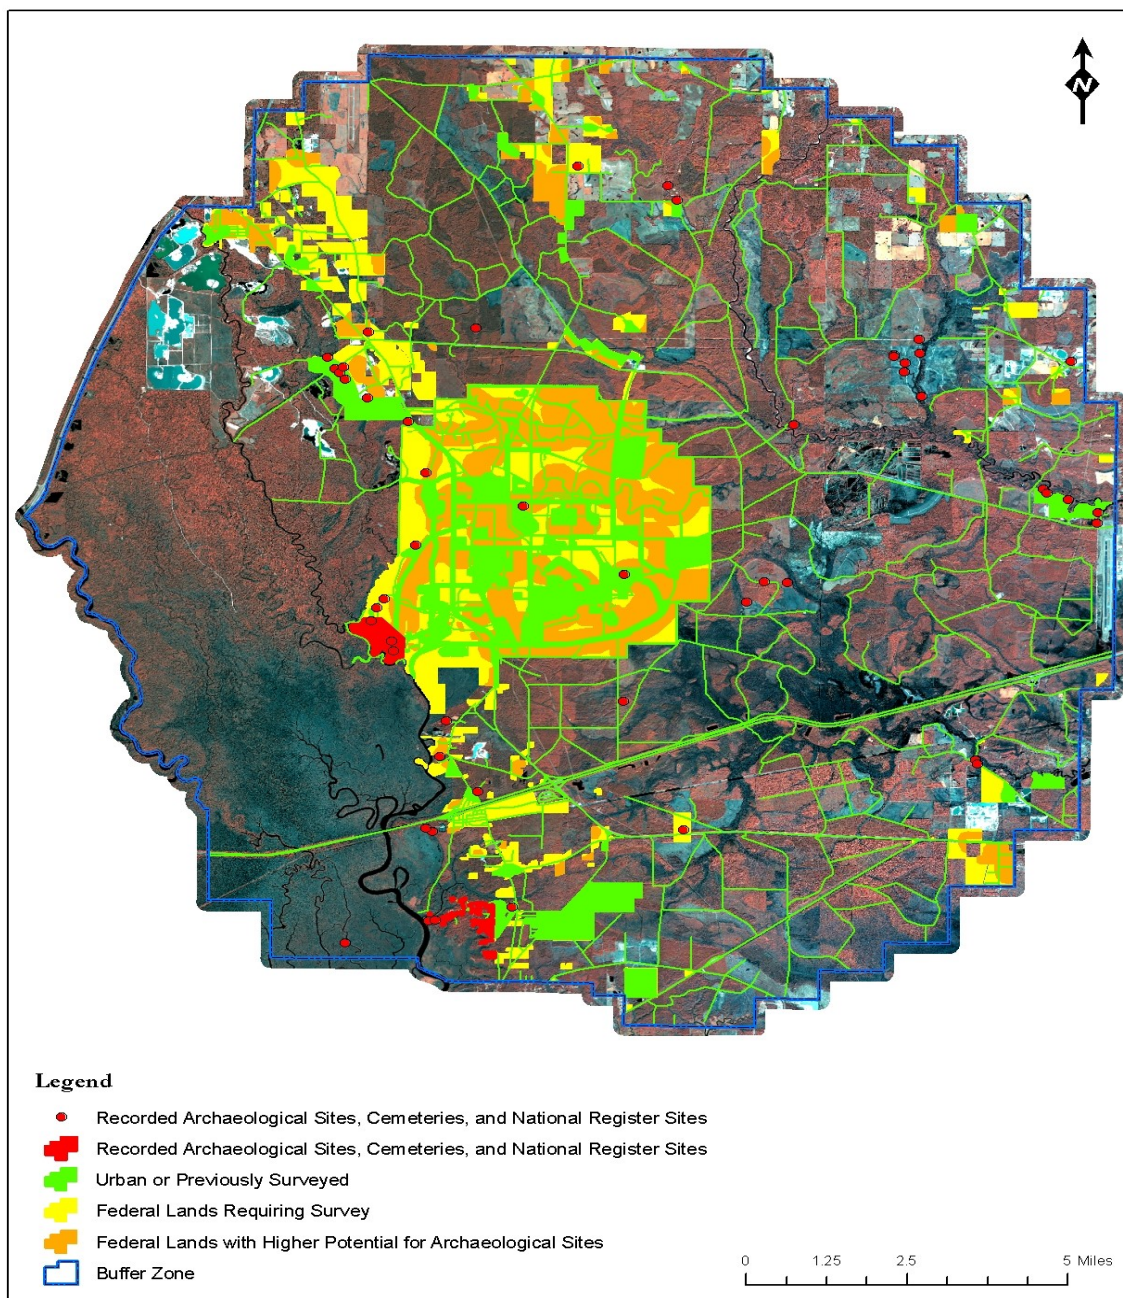 N
Legend
Recorded Archaeological Sites, Cemeteries, and National Register Sites
Recorded Archaeological Sites, Cemeteries, and National Register Sites
Urban or Previously Surveyed
Federal Lands Requiring Survey
Federal Lands with Higher Potential for Archaeological Sites
Buffer Zone
0 1.25 2.5 5 Miles